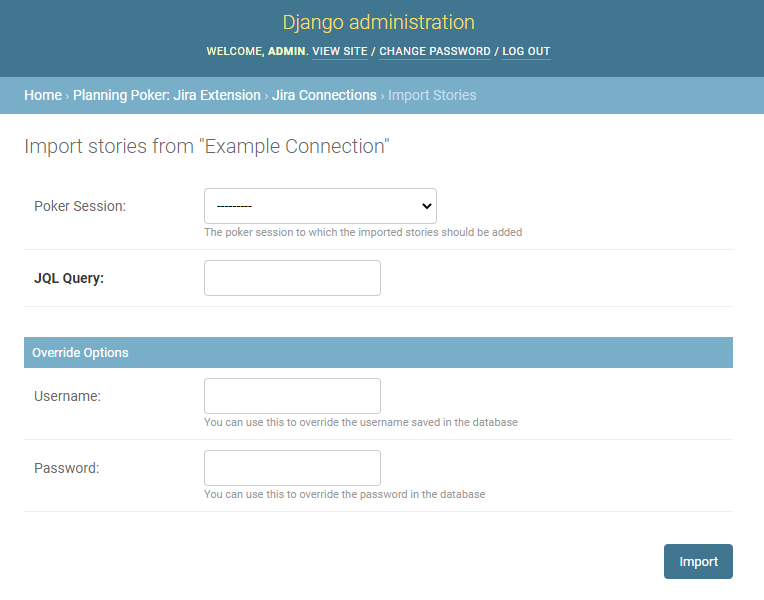 Django administration
WELCOME, ADMIN. VIEW SITE / CHANGE PASSWORD / LOG OUT
Home › Planning Poker: Jira Extension › Jira Connections › Import Stories
Import stories from "Example Connection"
Poker Session:
---------
The poker session to which the imported stories should be added
JQL Query:
Override Options
Username:
You can use this to override the username saved in the database
Password:
You can use this to override the password in the database
Import